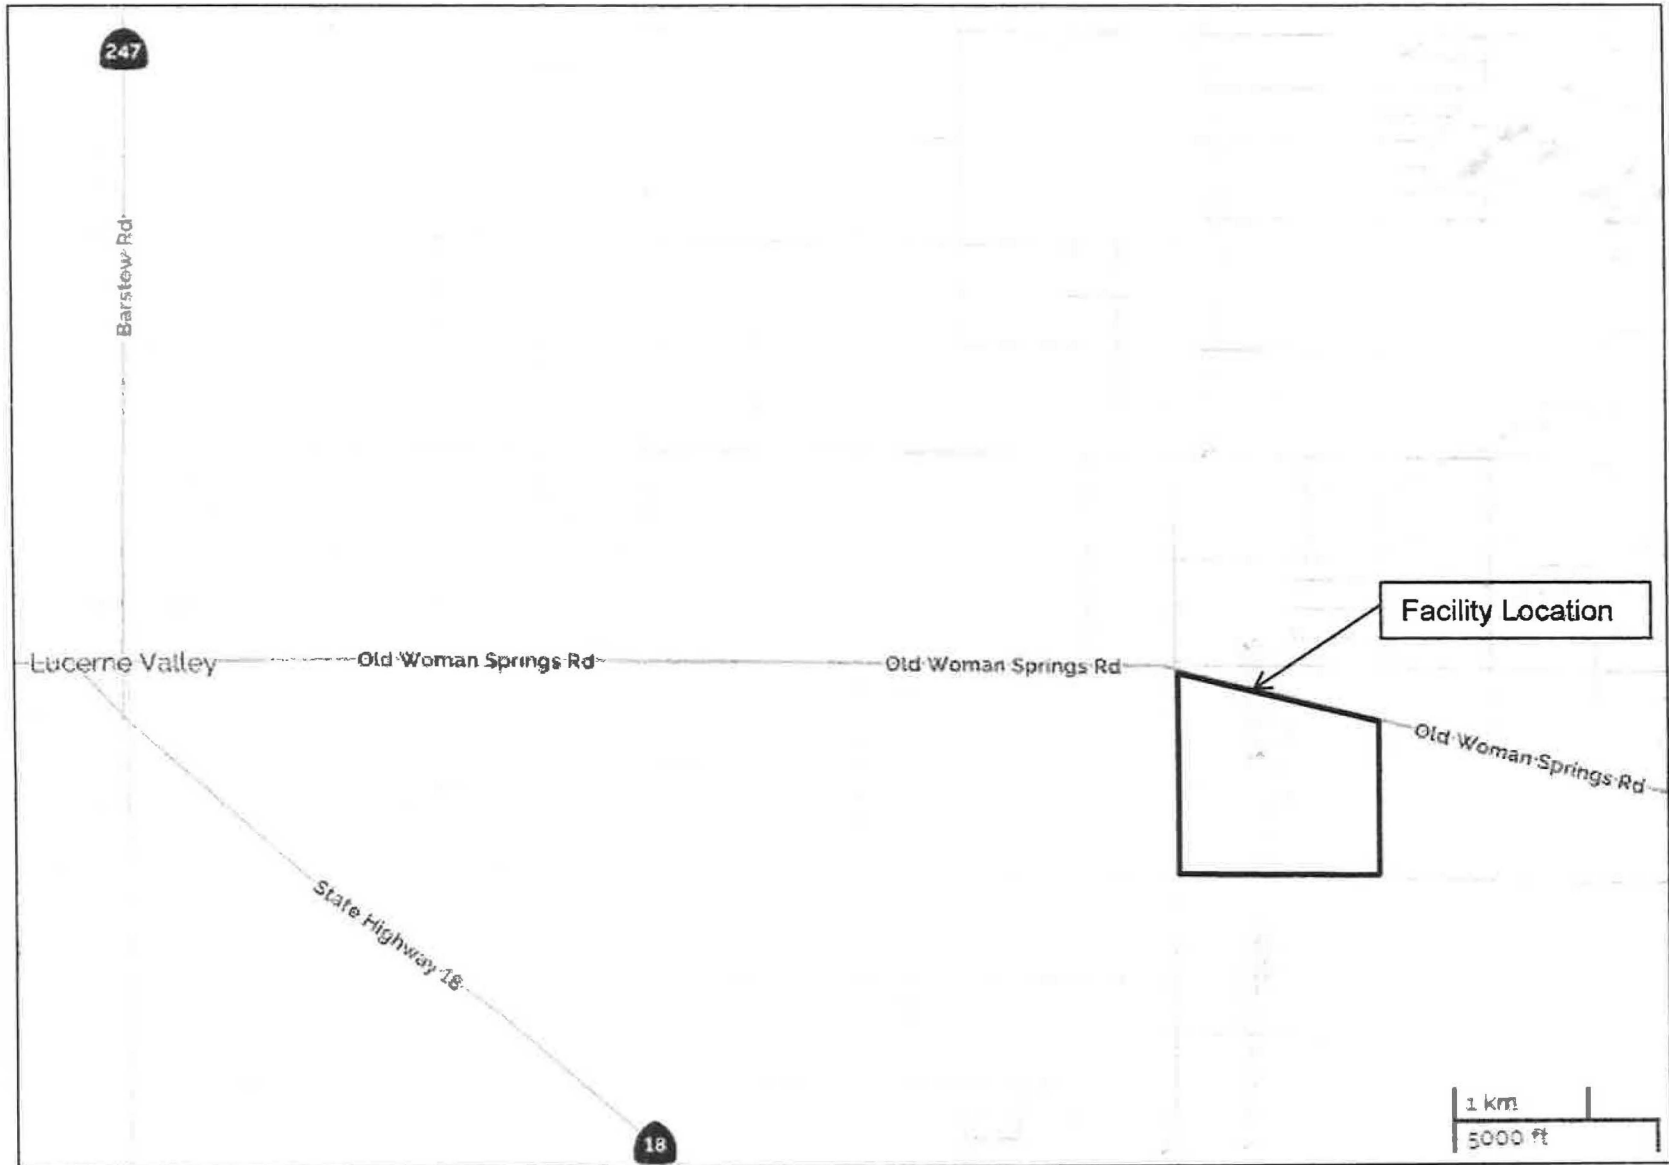 247
Barstow Rd
Facility Location
Lucerne Valley
Old Woman Springs Rd
Old Woman Springs Rd
Old Woman Springs Rd
State Highway 18
18
1 km
5000 ft